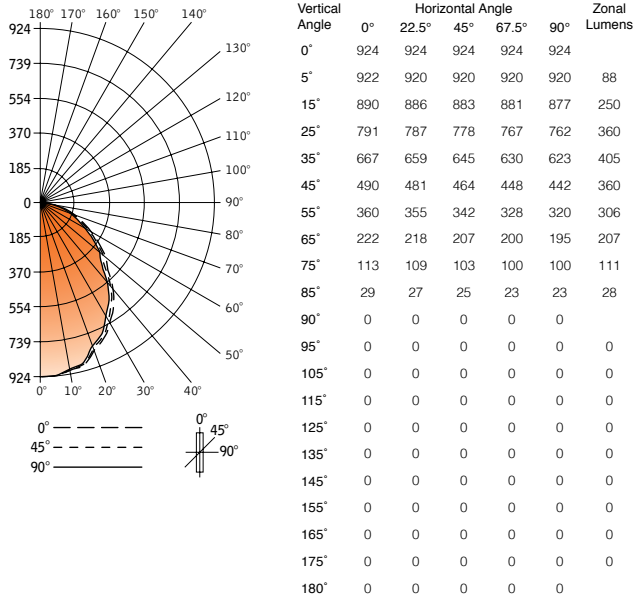 180° 170° 160° 140°
924
739
554
370
185
0
185
370
554
739
924
130°
120°
110°
100°
90°
80°
70°
60°
50°
0° 10° 20° 30° 40°
0°
45°
90°
0°
45°
90°
Vertical Angle Horizontal Angle Zonal Lumens
0° 22.5° 45° 67.5° 90°
0° 924 924 924 924 924
5° 922 920 920 920 920 88
15° 890 886 883 881 877 250
25° 791 787 778 767 762 360
35° 667 659 645 630 623 405
45° 490 481 464 448 442 360
55° 360 355 342 328 320 306
65° 222 218 207 200 195 207
75° 113 109 103 100 100 111
85° 29 27 25 23 23 28
90° 0 0 0 0 0
95° 0 0 0 0 0 0
105° 0 0 0 0 0 0
115° 0 0 0 0 0 0
125° 0 0 0 0 0 0
135° 0 0 0 0 0 0
145° 0 0 0 0 0 0
155° 0 0 0 0 0 0
165° 0 0 0 0 0 0
175° 0 0 0 0 0 0
180° 0 0 0 0 0